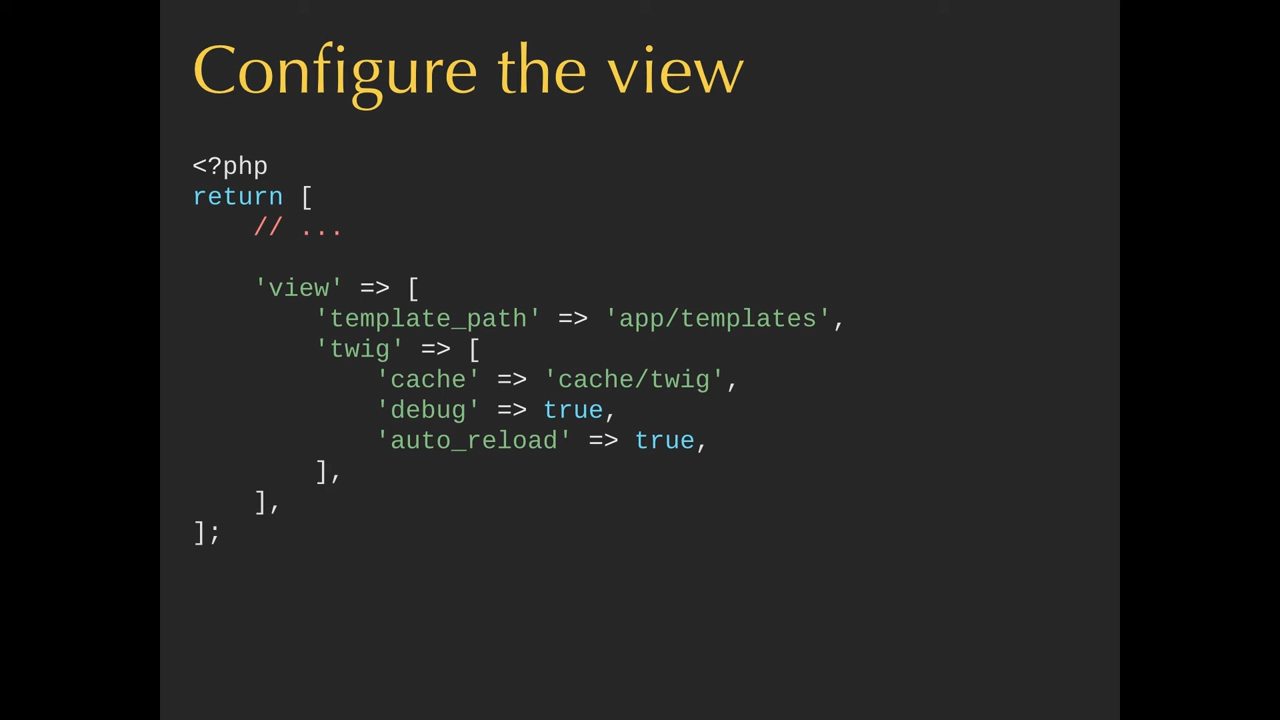 Configure the view
<?php
return [
    // ...
    'view' => [
        'template_path' => 'app/templates',
        'twig' => [
            'cache' => 'cache/twig',
            'debug' => true,
            'auto_reload' => true,
        ],
    ],
];